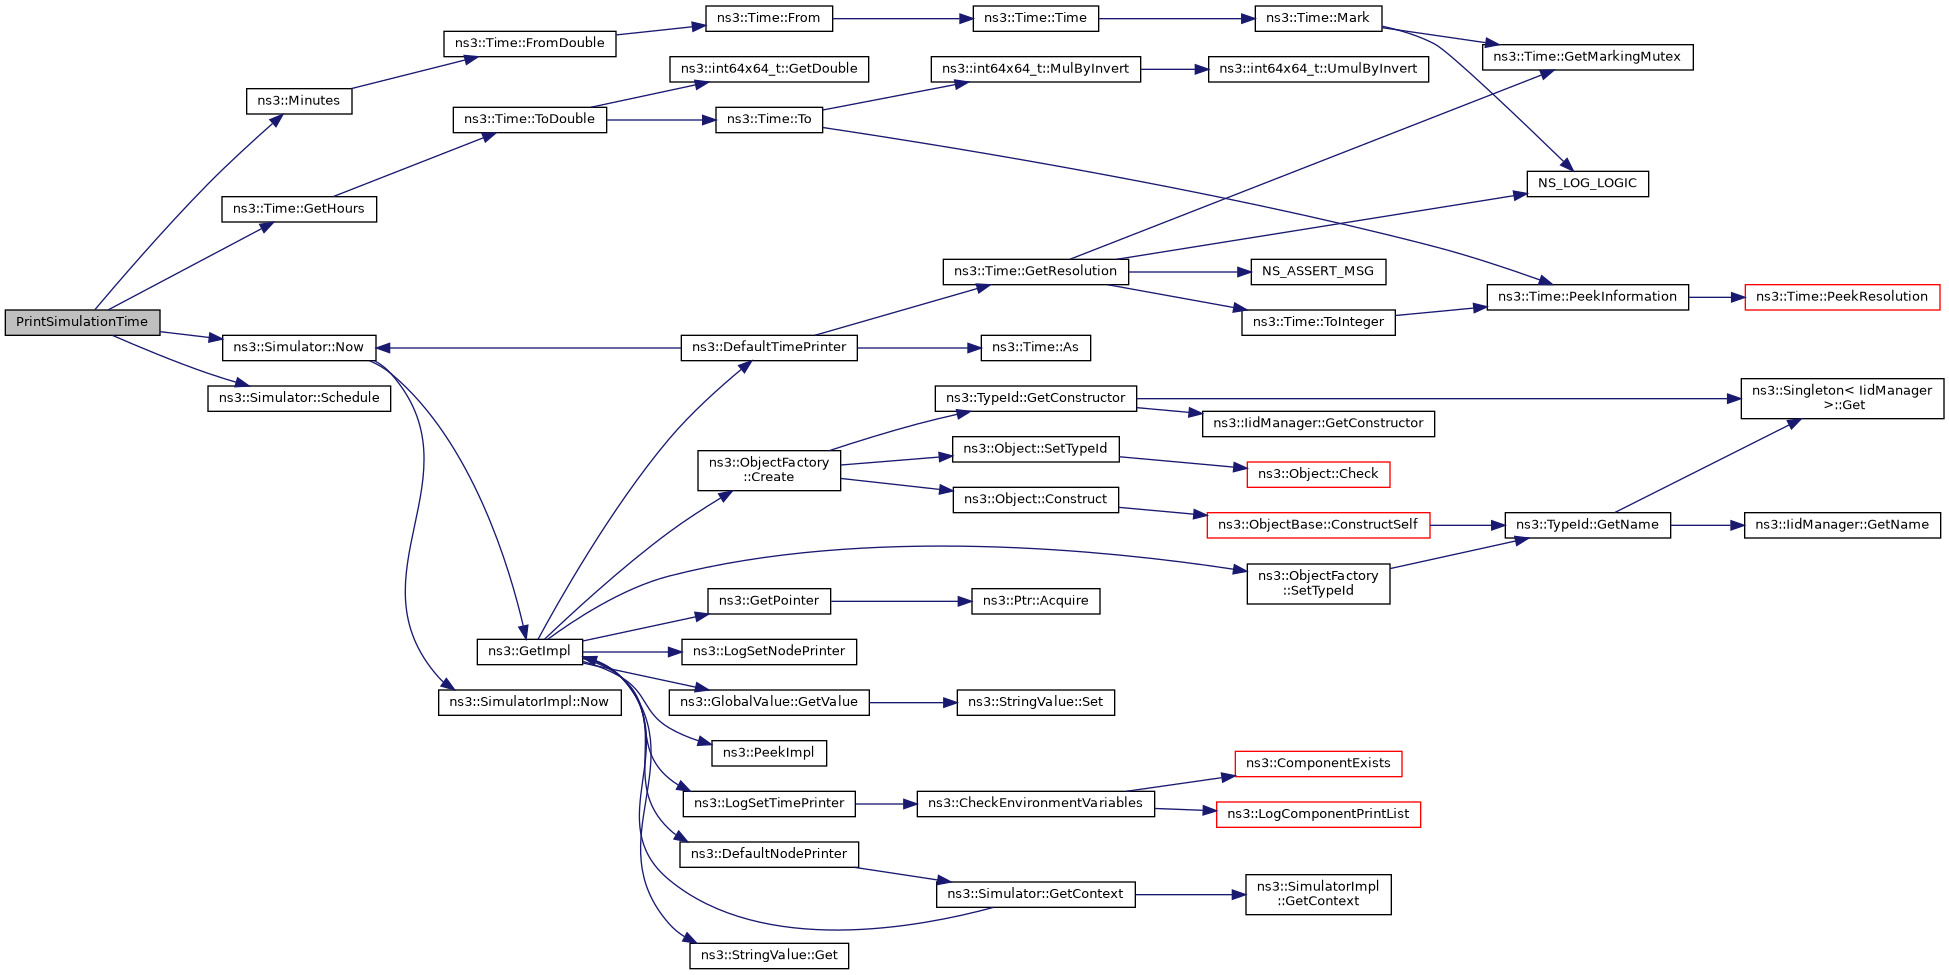 ns3::Time::From
ns3::Time::Time
ns3::Time::Mark
ns3::Time::FromDouble
ns3::Time::GetMarkingMutex
ns3::int64x64_t::GetDouble
ns3::int64x64_t::MulByInvert
ns3::int64x64_t::UmulByInvert
ns3::Minutes
ns3::Time::ToDouble
ns3::Time::To
NS_LOG_LOGIC
ns3::Time::GetHours
ns3::Time::GetResolution
NS_ASSERT_MSG
ns3::Time::PeekInformation
ns3::Time::PeekResolution
PrintSimulationTime
ns3::Time::ToInteger
ns3::Simulator::Now
ns3::DefaultTimePrinter
ns3::Time::As
ns3::Simulator::Schedule
ns3::TypeId::GetConstructor
ns3::Singleton< IidManager
>::Get
ns3::IidManager::GetConstructor
ns3::Object::SetTypeId
ns3::ObjectFactory
::Create
ns3::Object::Check
ns3::Object::Construct
ns3::ObjectBase::ConstructSelf
ns3::TypeId::GetName
ns3::IidManager::GetName
ns3::ObjectFactory
::SetTypeId
ns3::GetPointer
ns3::Ptr::Acquire
ns3::GetImpl
ns3::LogSetNodePrinter
ns3::SimulatorImpl::Now
ns3::GlobalValue::GetValue
ns3::StringValue::Set
ns3::PeekImpl
ns3::ComponentExists
ns3::LogSetTimePrinter
ns3::CheckEnvironmentVariables
ns3::LogComponentPrintList
ns3::DefaultNodePrinter
ns3::Simulator::GetContext
ns3::SimulatorImpl
::GetContext
ns3::StringValue::Get